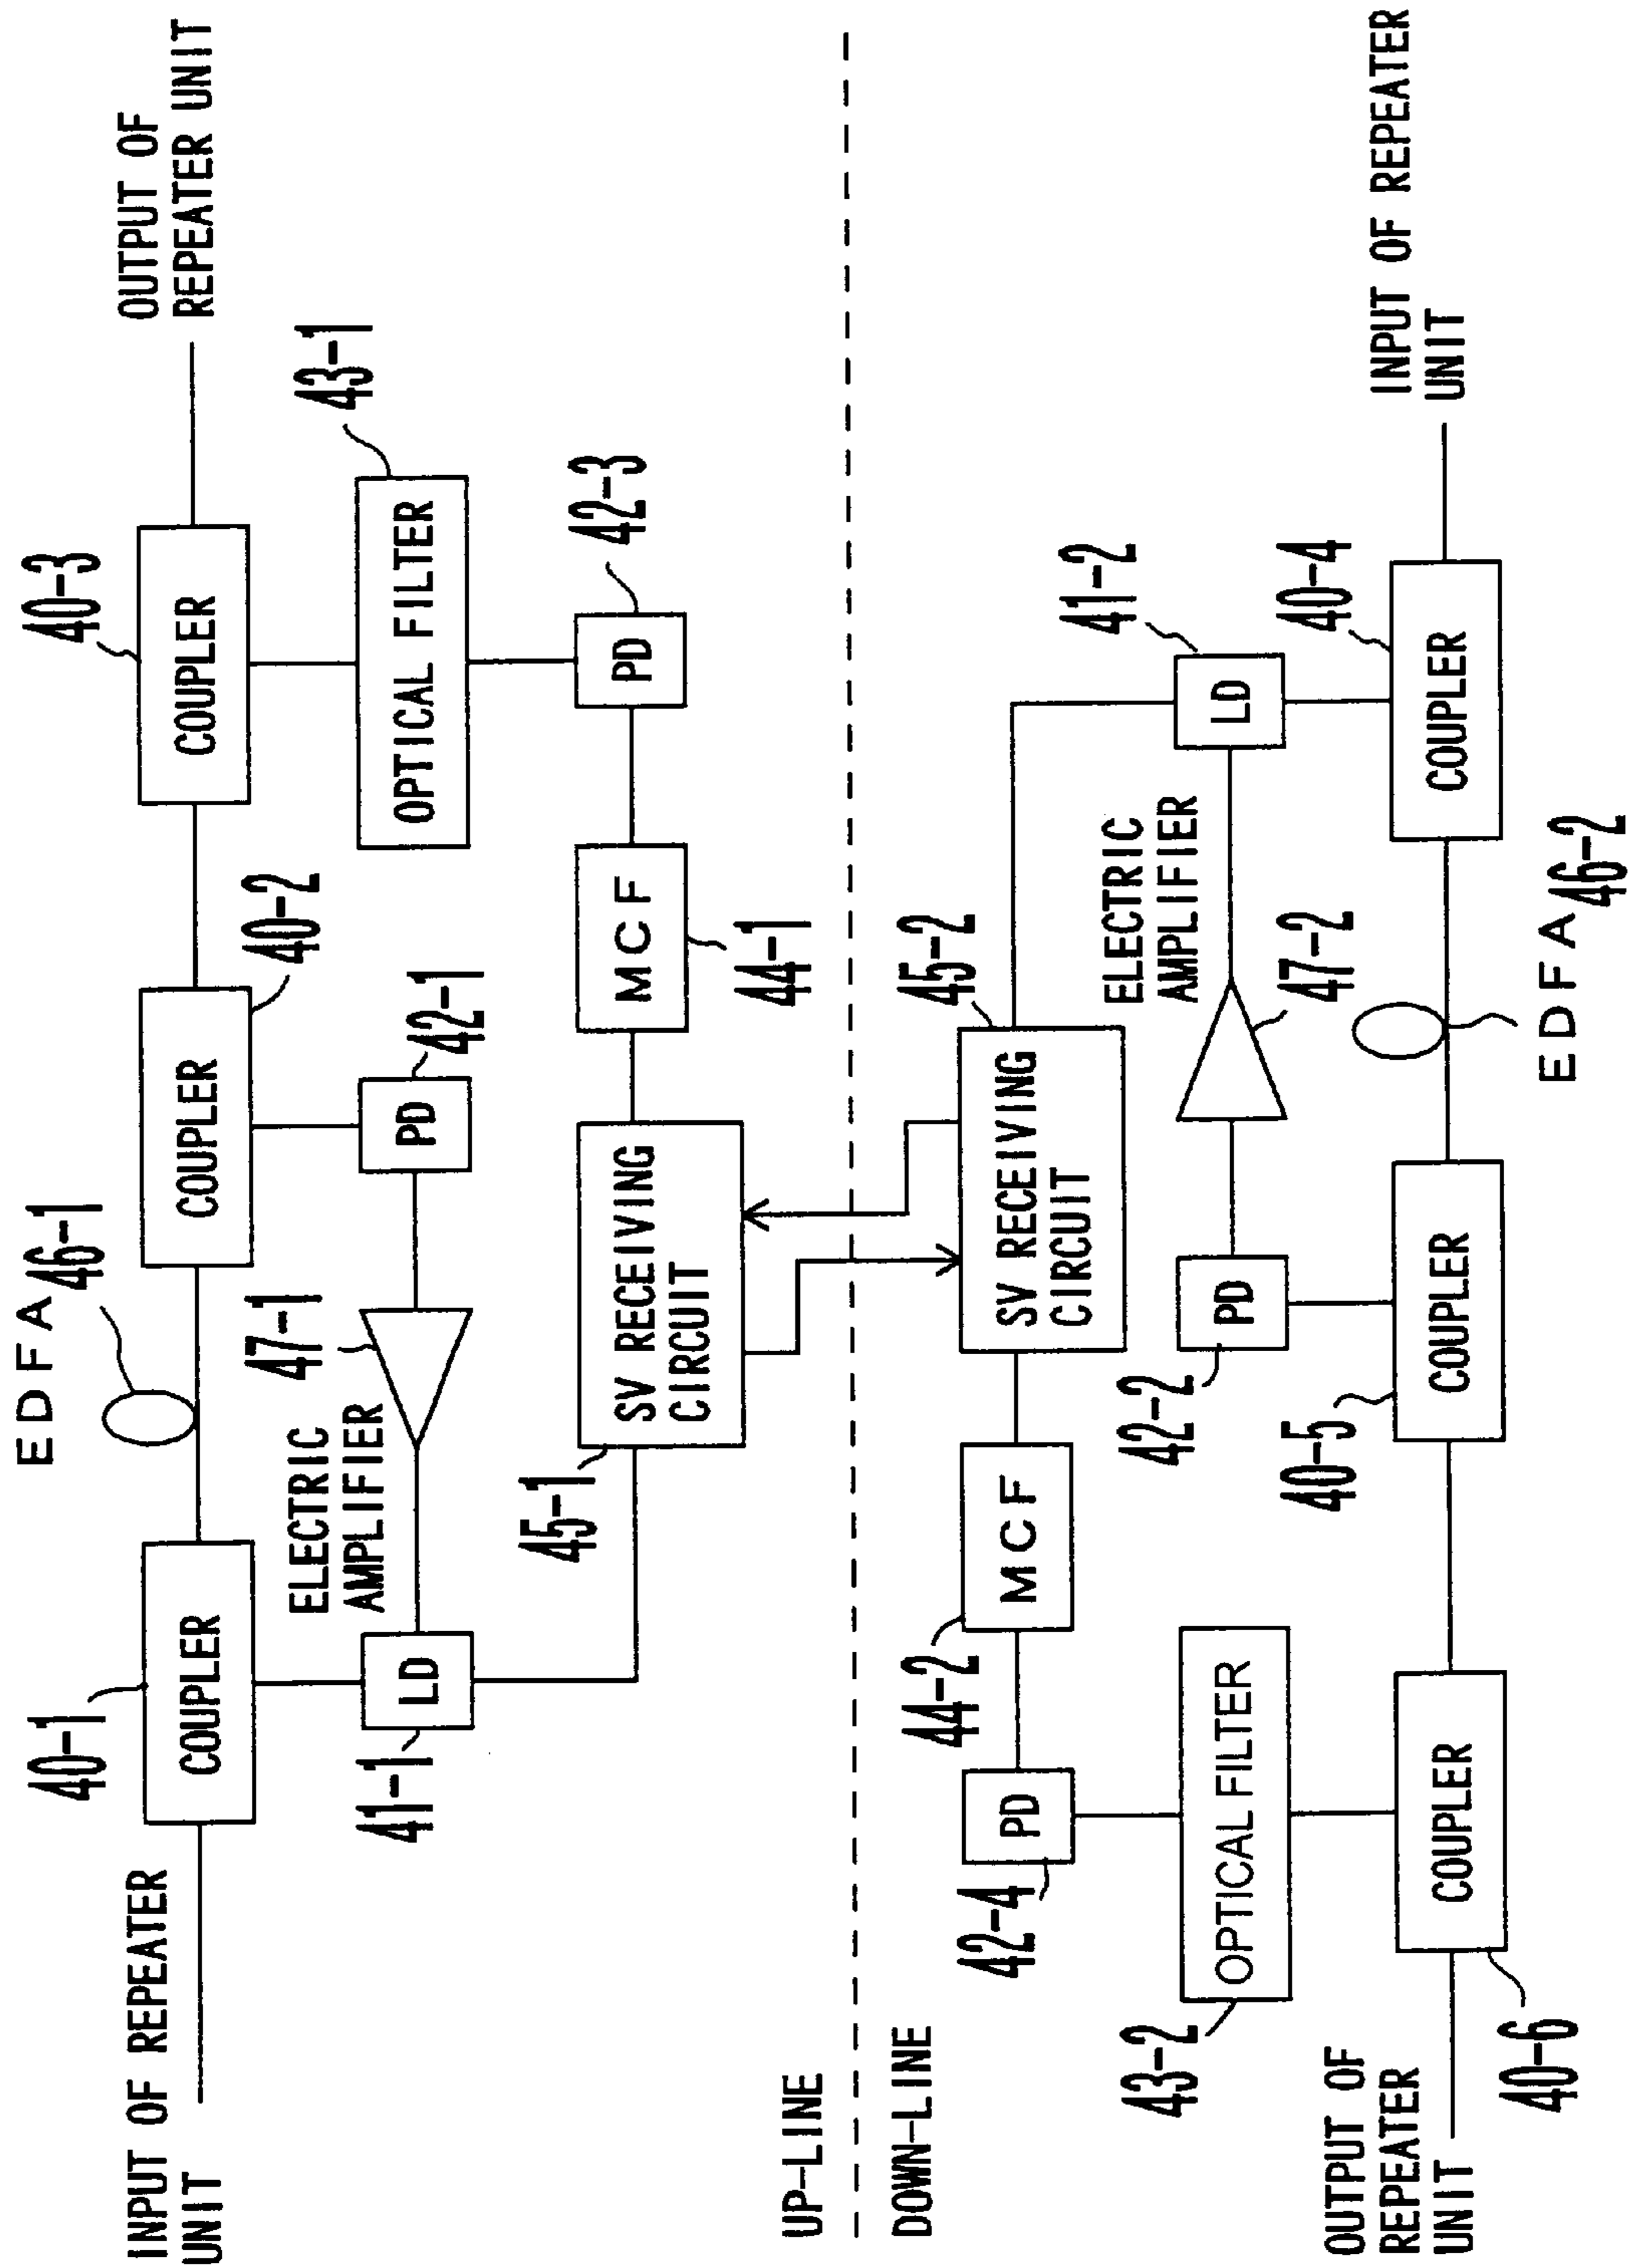 INPUT OF REPEATER
UNIT
40-1
COUPLER
EDFA
46-1
COUPLER
40-2
40-3
COUPLER
OUTPUT OF
REPEATER UNIT
41-1
LD
ELECTRIC
AMPLIFIER
47-1
PD
42-1
OPTICAL FILTER
43-1
45-1
SV RECEIVING
CIRCUIT
MCF
44-1
PD
42-3
UP-LINE
DOWN-LINE
42-4
PD
44-2
MCF
SV RECEIVING
CIRCUIT
45-2
43-2
OPTICAL FILTER
42-2
PD
ELECTRIC
AMPLIFIER
47-2
LD
41-2
OUTPUT OF
REPEATER
UNIT
40-6
COUPLER
40-5
COUPLER
EDFA
46-2
COUPLER
40-4
INPUT OF REPEATER
UNIT